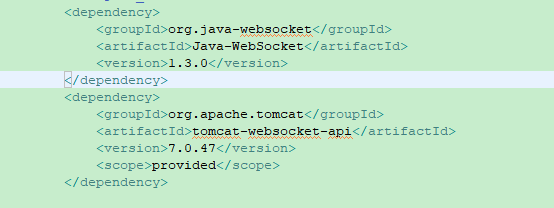 <dependency>
<groupId>org.java-websocket</groupId>
<artifactId>Java-WebSocket</artifactId>
<version>1.3.0</version>
</dependency>
<dependency>
<groupId>org.apache.tomcat</groupId>
<artifactId>tomcat-websocket-api</artifactId>
<version>7.0.47</version>
<scope>provided</scope>
</dependency>